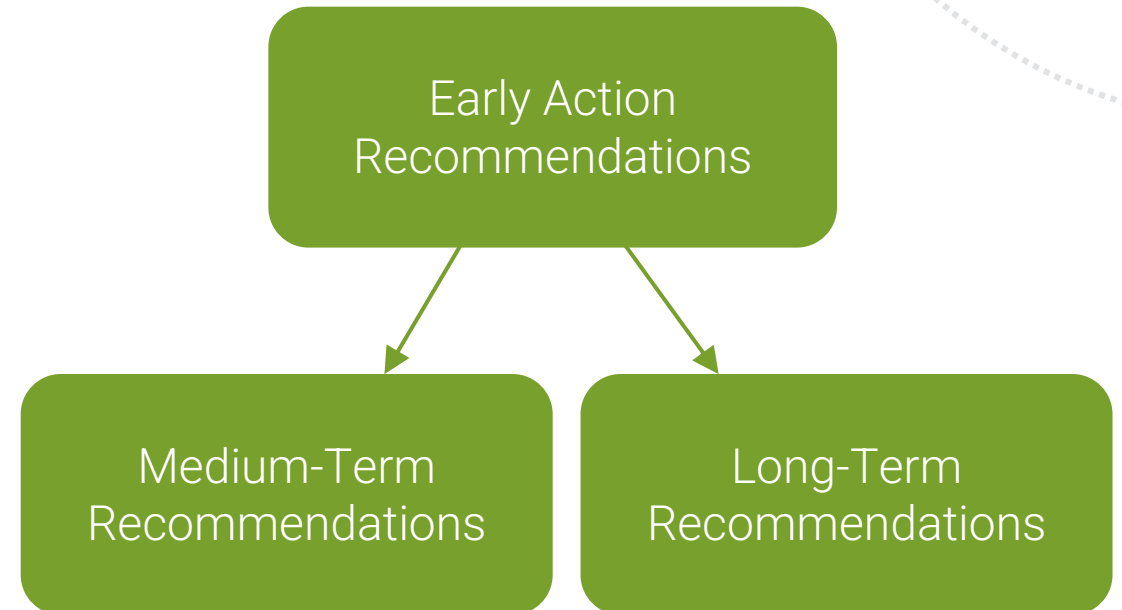 Early Action
Recommendations
Medium-Term
Recommendations
Long-Term
Recommendations